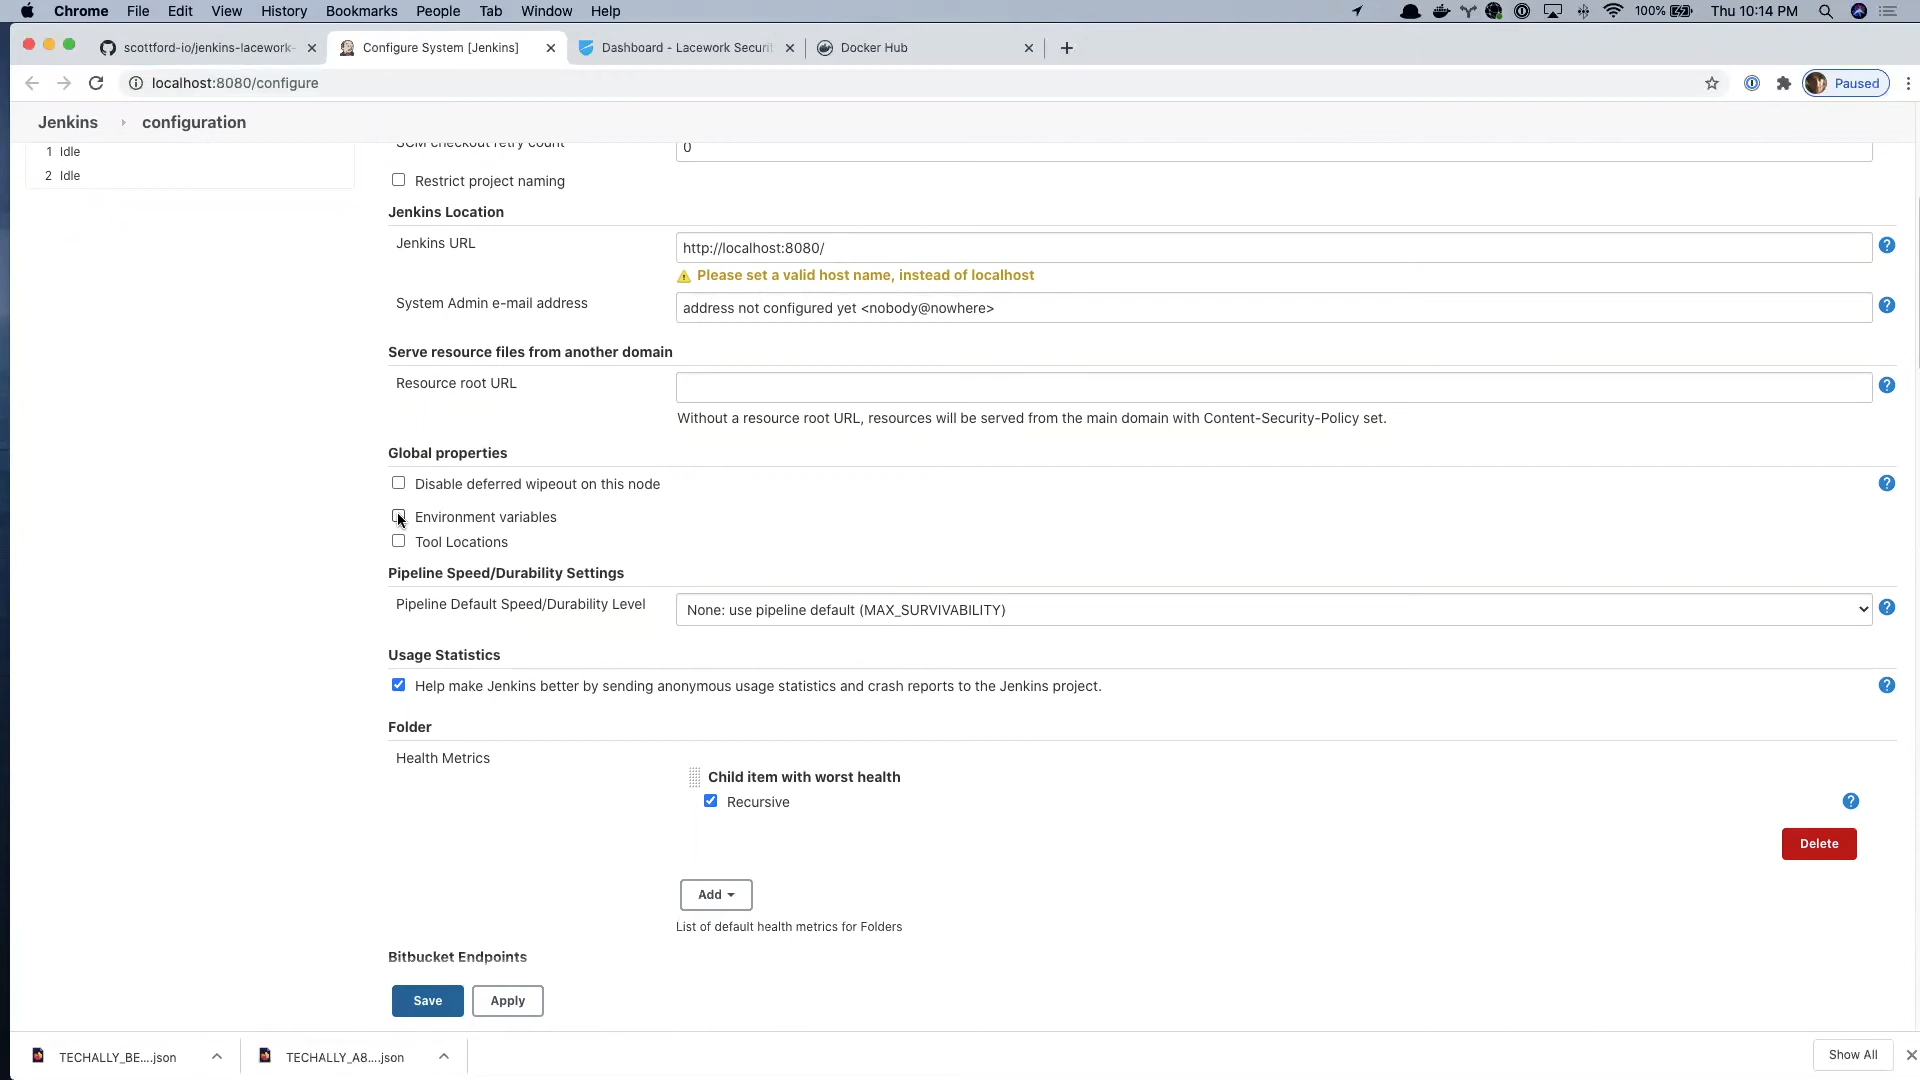 Chrome File Edit View History Bookmarks People Tab Window Help 100% Thu 10:14 PM
scottford-io/jenkins-lacework- Configure System [Jenkins] Dashboard - Lacework Securi Docker Hub
localhost:8080/configure Paused
Jenkins configuration
1 Idle
2 Idle
SCM checkout retry count 0
Restrict project naming
Jenkins Location
Jenkins URL http://localhost:8080/
Please set a valid host name, instead of localhost
System Admin e-mail address address not configured yet <nobody@nowhere>
Serve resource files from another domain
Resource root URL
Without a resource root URL, resources will be served from the main domain with Content-Security-Policy set.
Global properties
Disable deferred wipeout on this node
Environment variables
Tool Locations
Pipeline Speed/Durability Settings
Pipeline Default Speed/Durability Level None: use pipeline default (MAX_SURVIVABILITY)
Usage Statistics
Help make Jenkins better by sending anonymous usage statistics and crash reports to the Jenkins project.
Folder
Health Metrics
Child item with worst health
Recursive
Delete
Add
List of default health metrics for Folders
Bitbucket Endpoints
Save Apply
TECHALLY_BE....json TECHALLY_A8....json Show All